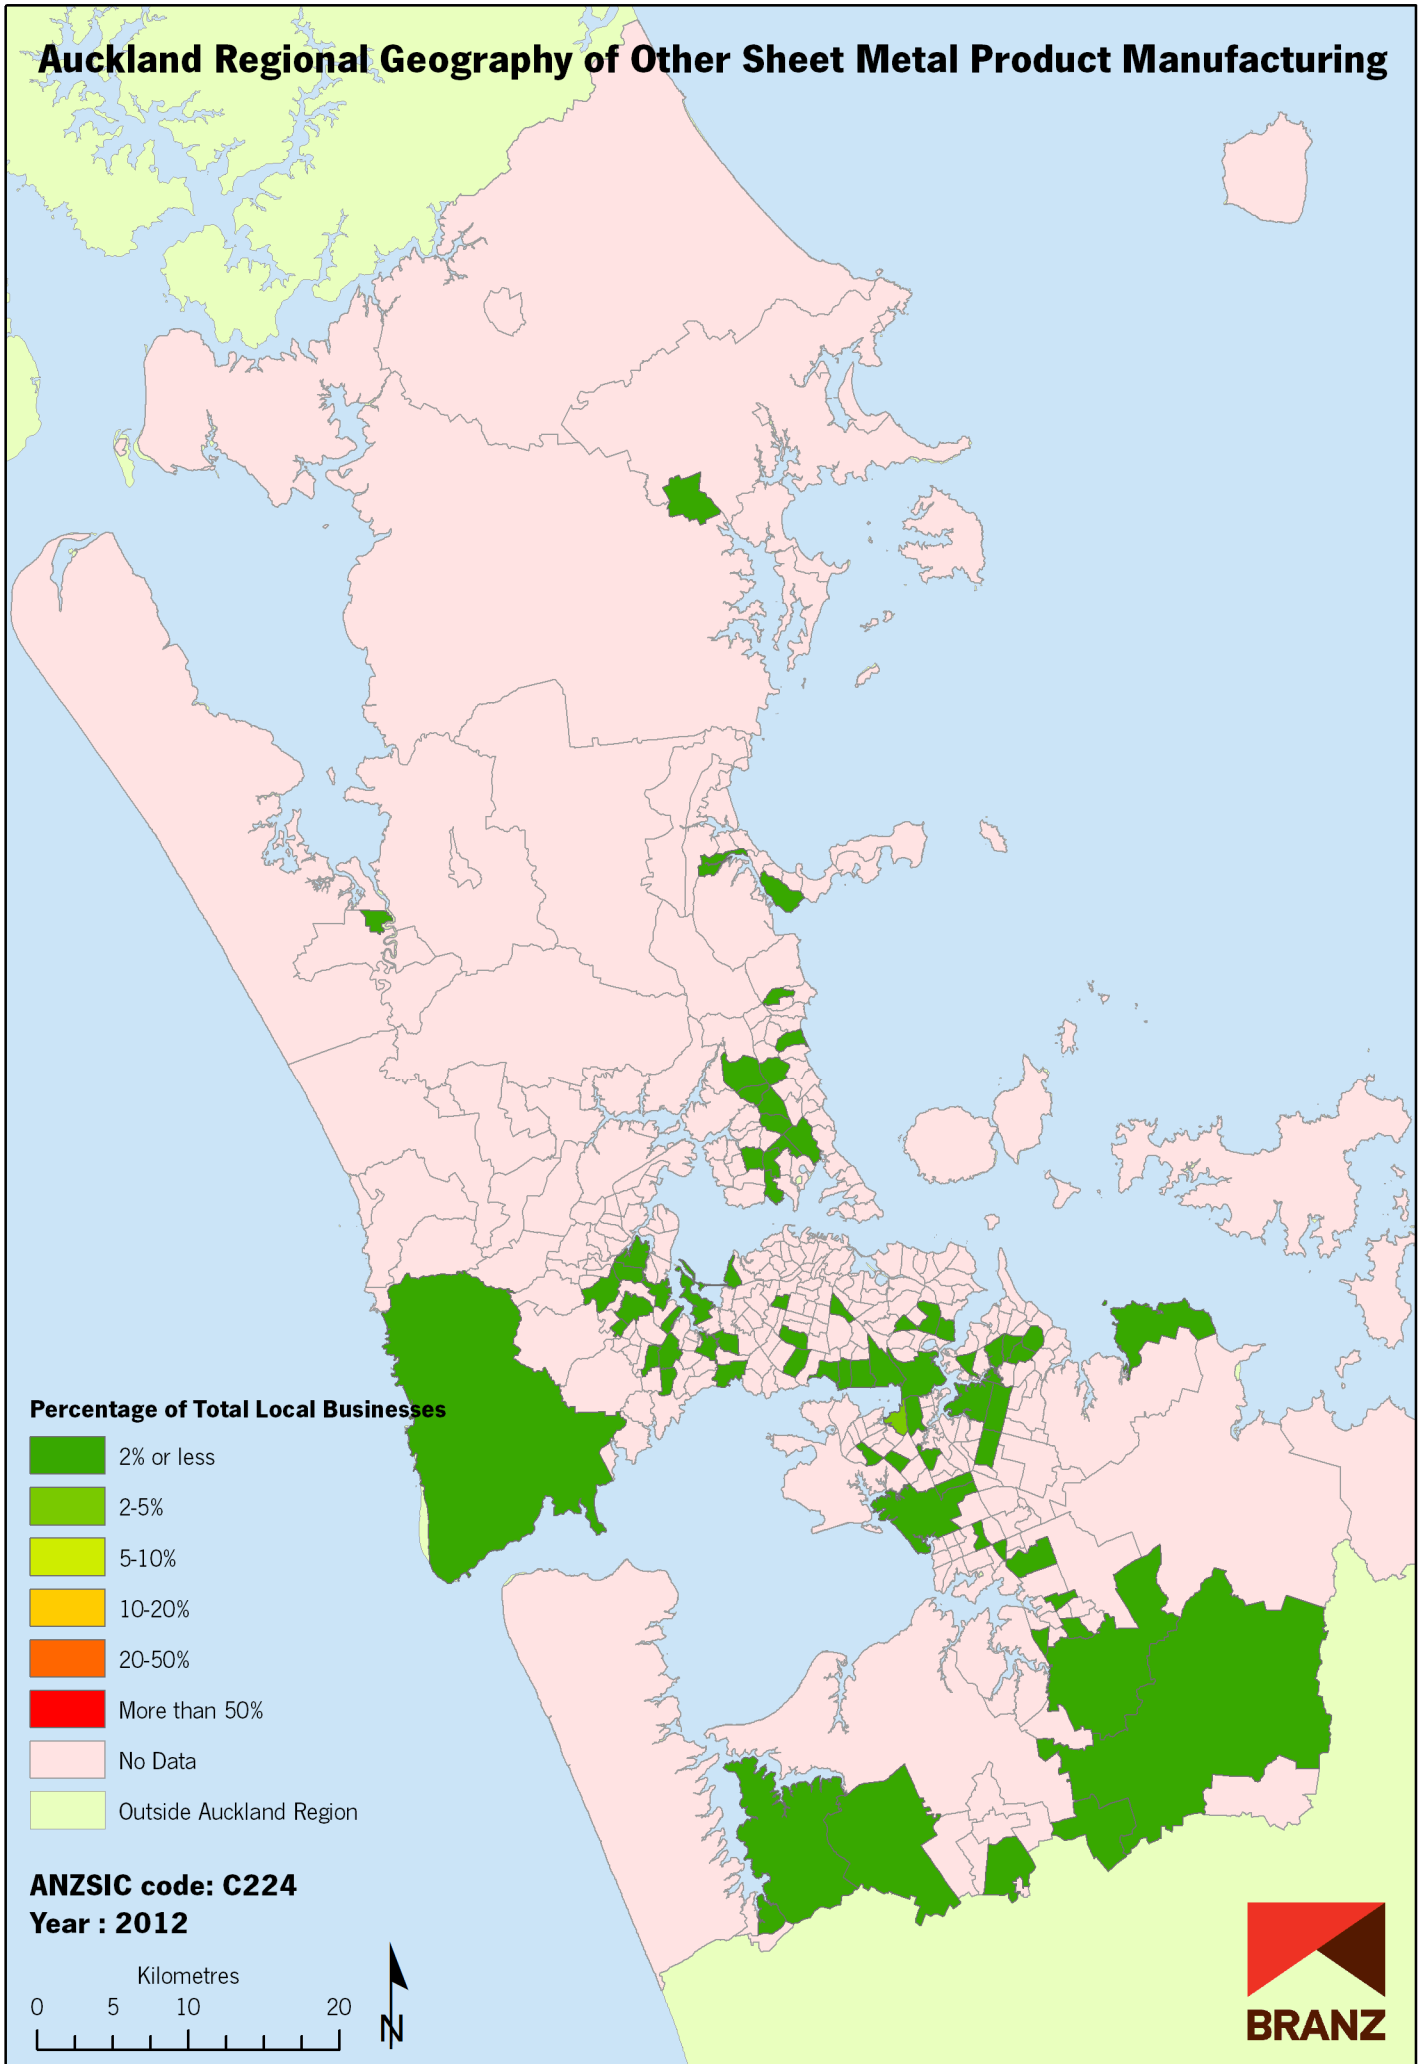 Auckland Regional Geography of Other Sheet Metal Product Manufacturing
Percentage of Total Local Businesses
2% or less
2-5%
5-10%
10-20%
20-50%
More than 50%
No Data
Outside Auckland Region
ANZSIC code: C224
Year : 2012
Kilometres
0 5 10 20
N
BRANZ